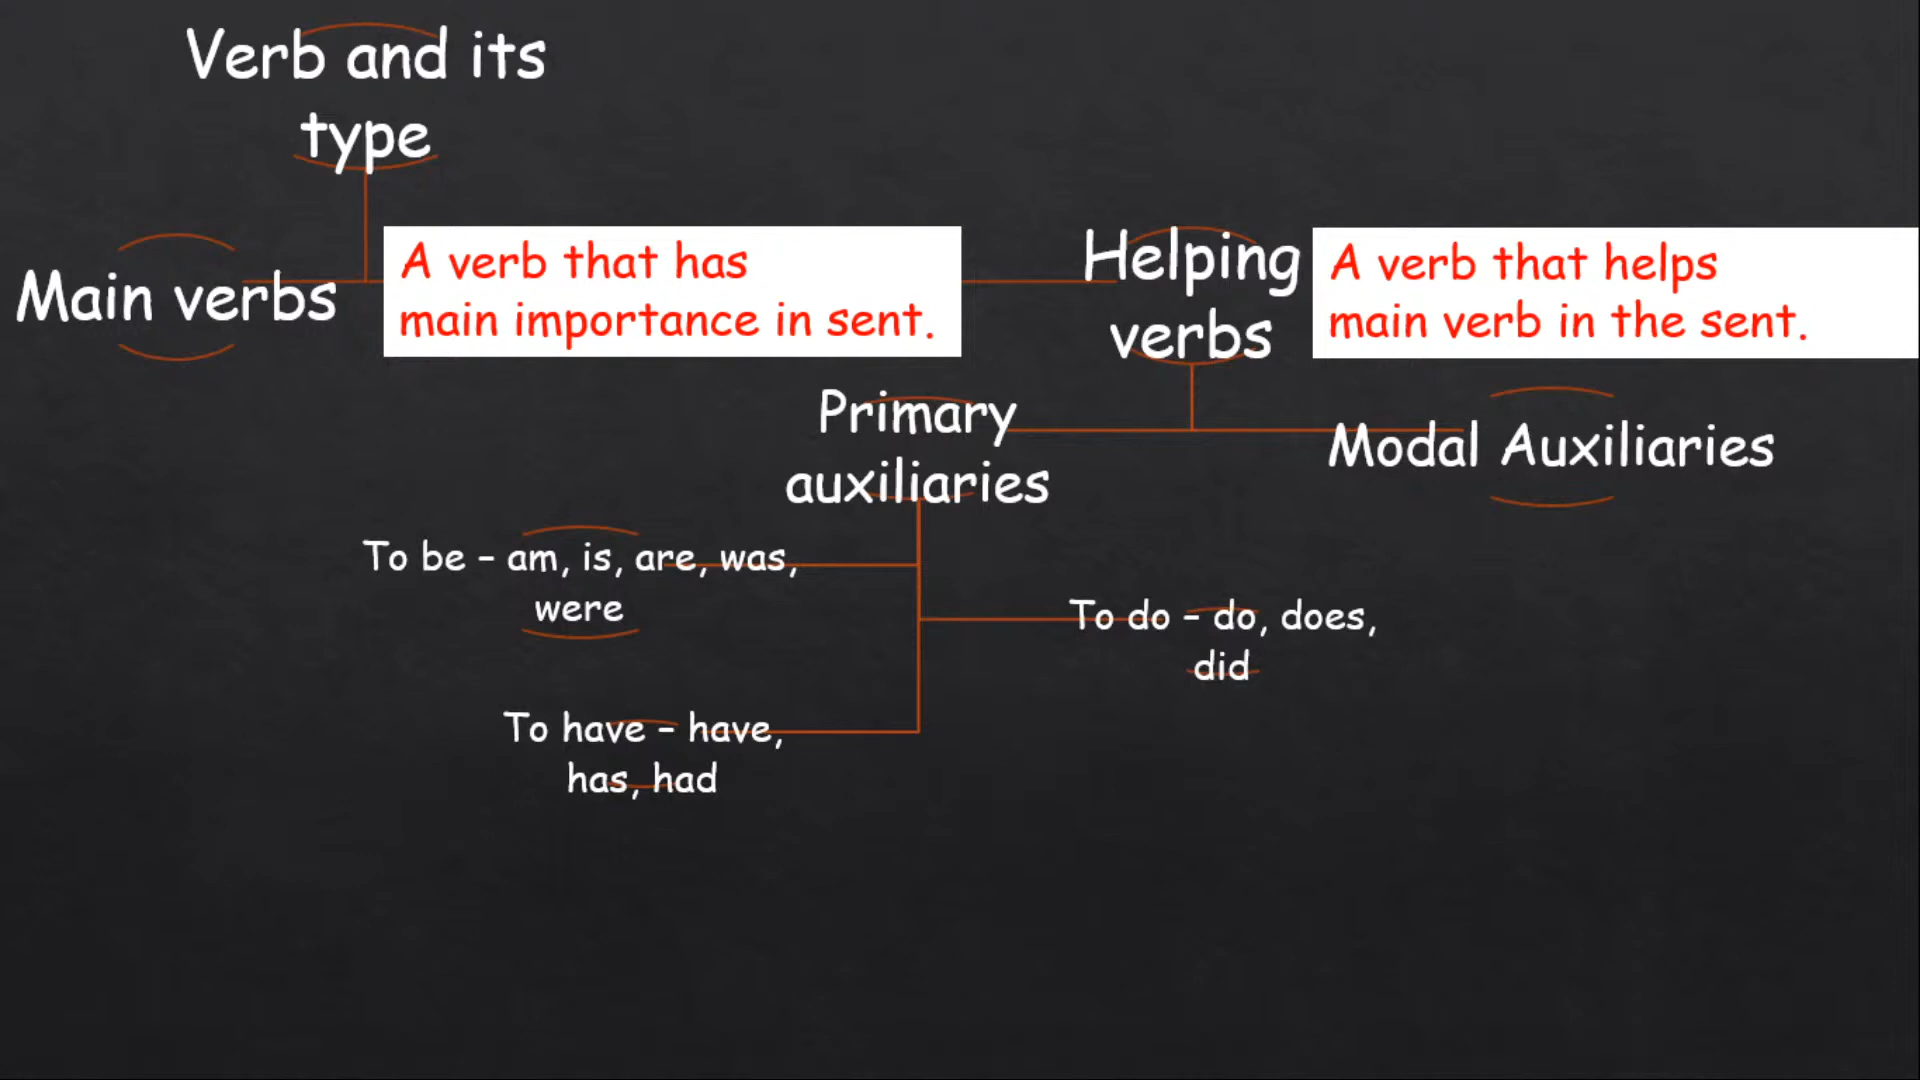 Verb and its
type
Main verbs
A verb that has
main importance in sent.
Helping
verbs
A verb that helps
main verb in the sent.
Primary
auxiliaries
Modal Auxiliaries
To be – am, is, are, was,
were
To do – do, does,
did
To have – have,
has, had